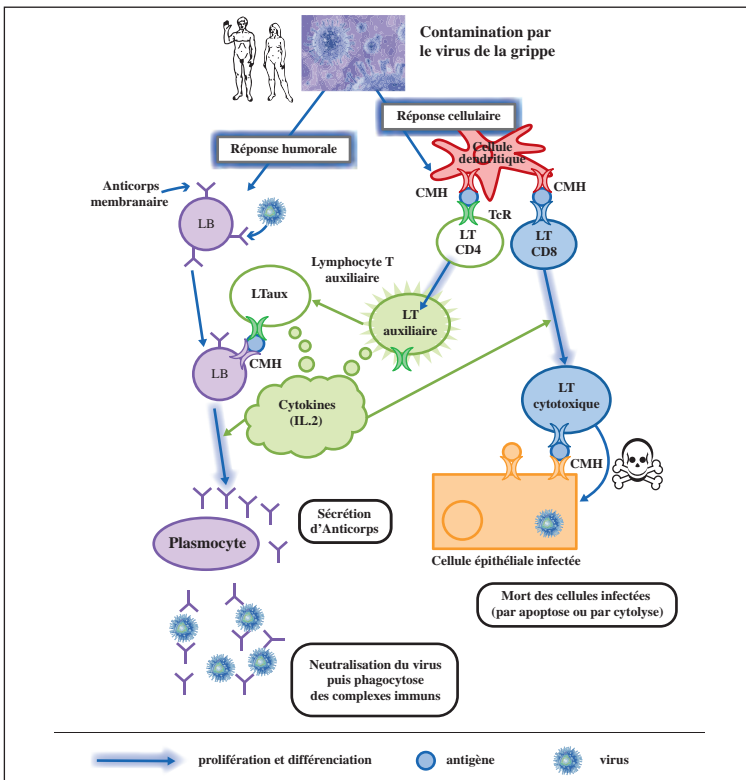 Contamination par
le virus de la grippe
Réponse cellulaire
Réponse humorale
Cellule
dendritique
Anticorps
membranaire
CMH
CMH
LB
TcR
LT
CD4
LT
CD8
Lymphocyte T
auxiliaire
LTaux
LT
auxiliaire
LB
CMH
Cytokines
(IL.2)
LT
cytotoxique
CMH
Sécrétion
d'Anticorps
Plasmocyte
Cellule épithéliale infectée
Mort des cellules infectées
(par apoptose ou par cytolyse)
Neutralisation du virus
puis phagocytose
des complexes immuns
prolifération et différenciation
antigène
virus